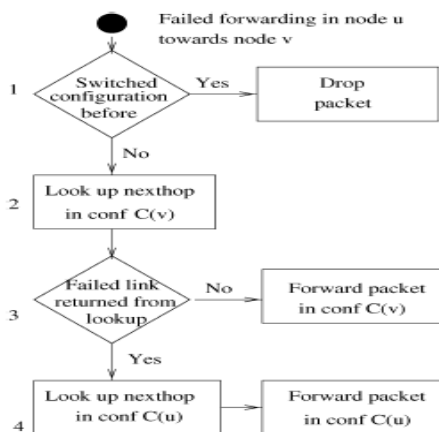 Failed forwarding in node u
towards node v
1
Switched
configuration
before
Yes
Drop
packet
No
2
Look up nexthop
in conf C(v)
3
Failed link
returned from
lookup
No
Forward packet
in conf C(v)
Yes
4
Look up nexthop
in conf C(u)
Forward packet
in conf C(u)